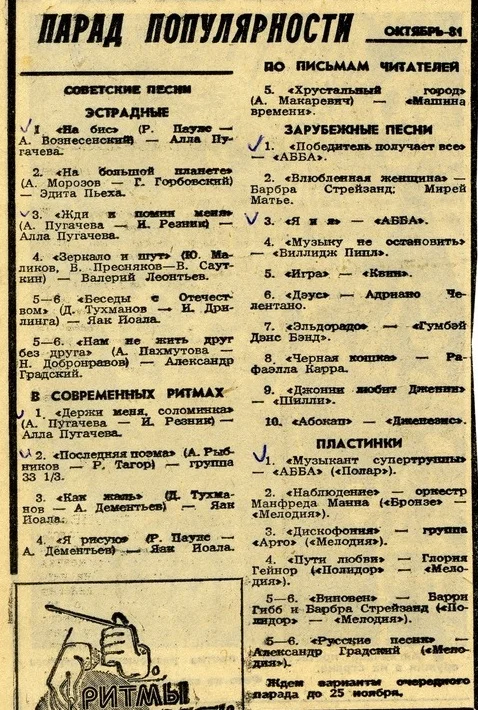 ПАРАД ПОПУЛЯРНОСТИ
ОКТЯБРЬ-81
СОВЕТСКИЕ ПЕСНИ
ЭСТРАДНЫЕ
1. «На бис» (Р. Паулс —
А. Вознесенский) — Алла Пу-
гачева.
2. «На большой планете»
(А. Морозов — Г. Горбовский)
— Эдита Пьеха.
3. «Жди и помни меня»
(А. Пугачева — И. Резник) —
Алла Пугачева.
4. «Зеркало и шут» (Ю. Ма-
ликов, В. Пресняков—В. Саут-
кин) — Валерий Леонтьев.
5—6. «Беседы с Отечест-
вом» (Д. Тухманов — И. Дри-
линга) — Яак Йоала.
5—6. «Нам не жить друг
без друга» (А. Пахмутова —
Н. Добронравов) — Александр
Градский.
В СОВРЕМЕННЫХ РИТМАХ
1. «Держи меня, соломинка»
(А. Пугачева — И. Резник) —
Алла Пугачева.
2. «Последняя поэма» (А. Рыб-
ников — Р. Тагор) — группа
33 1/3.
3. «Как жаль» (Д. Тухма-
нов — А. Дементьев) — Яак
Йоала.
4. «Я рисую» (Р. Паулс —
А. Дементьев) — Яак Йоала.
РИТМЫ
ПО ПИСЬМАМ ЧИТАТЕЛЕЙ
5. «Хрустальный город»
(А. Макаревич) — «Машина
времени».
ЗАРУБЕЖНЫЕ ПЕСНИ
1. «Победитель получает все»
— «АББА».
2. «Влюбленная женщина» —
Барбра Стрейзанд; Мирей
Матье.
3. «Я и я» — «АББА».
4. «Музыку не остановить»
— «Виллидж Пипл».
5. «Игра» — «Квин».
6. «Дэус» — Адриано Че-
лентано.
7. «Эльдорадо» — «Гумбэй
Дэнс Бэнд».
8. «Черная кошка» — Ра-
фаэлла Карра.
9. «Джонни любит Дженни»
— «Шилли».
10. «Абокап» — «Дженезис».
ПЛАСТИНКИ
1. «Музыкант супертруппы»
— «АББА» («Полар»).
2. «Наблюдение» — оркестр
Манфреда Манна («Бронзе» —
«Мелодия»).
3. «Дискофония» — группа
«Арго» («Мелодия»).
4. «Пути любви» — Глория
Гейнор («Полидор» — «Мело-
дия»).
5—6. «Виновен» — Барри
Гибб и Барбра Стрейзанд («По-
лидор» — «Мелодия»).
5—6. «Русские песни» —
Александр Градский («Мело-
дия»).
Ждем варианты очередного
парада до 25 ноября.